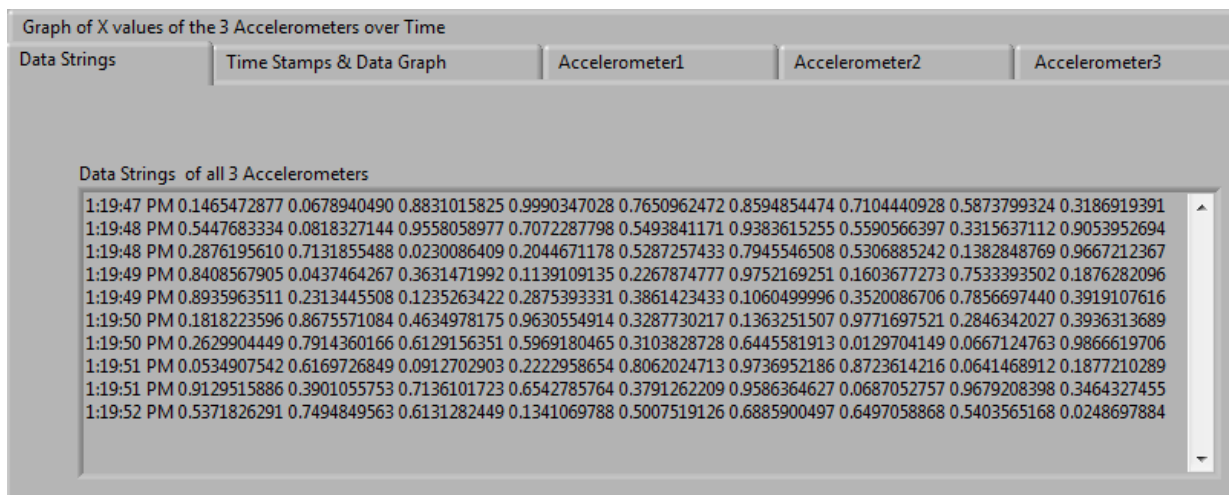 Graph of X values of the 3 Accelerometers over Time
Data Strings Time Stamps & Data Graph Accelerometer1 Accelerometer2 Accelerometer3
Data Strings of all 3 Accelerometers
1:19:47 PM 0.1465472877 0.0678940490 0.8831015825 0.9990347028 0.7650962472 0.8594854474 0.7104440928 0.5873799324 0.3186919391
1:19:48 PM 0.5447683334 0.0818327144 0.9558058977 0.7072287798 0.5493841171 0.9383615255 0.5590566397 0.3315637112 0.9053952694
1:19:48 PM 0.2876195610 0.7131855488 0.0230086409 0.2044671178 0.5287257433 0.7945546508 0.5306885242 0.1382848769 0.9667212367
1:19:49 PM 0.8408567905 0.0437464267 0.3631471992 0.1139109135 0.2267874777 0.9752169251 0.1603677273 0.7533393502 0.1876282096
1:19:49 PM 0.8935963511 0.2313445508 0.1235263422 0.2875393331 0.3861423433 0.1060499996 0.3520086706 0.7856697440 0.3919107616
1:19:50 PM 0.1818223596 0.8675571084 0.4634978175 0.9630554914 0.3287730217 0.1363251507 0.9771697521 0.2846342027 0.3936313689
1:19:50 PM 0.2629904449 0.7914360166 0.6129156351 0.5969180465 0.3103828728 0.6445581913 0.0129704149 0.0667124763 0.9866619706
1:19:51 PM 0.0534907542 0.6169726849 0.0912702903 0.2222958654 0.8062024713 0.9736952186 0.8723614216 0.0641468912 0.1877210289
1:19:51 PM 0.9129515886 0.3901055753 0.7136101723 0.6542785764 0.3791262209 0.9586364627 0.0687052757 0.9679208398 0.3464327455
1:19:52 PM 0.5371826291 0.7494849563 0.6131282449 0.1341069788 0.5007519126 0.6885900497 0.6497058868 0.5403565168 0.0248697884